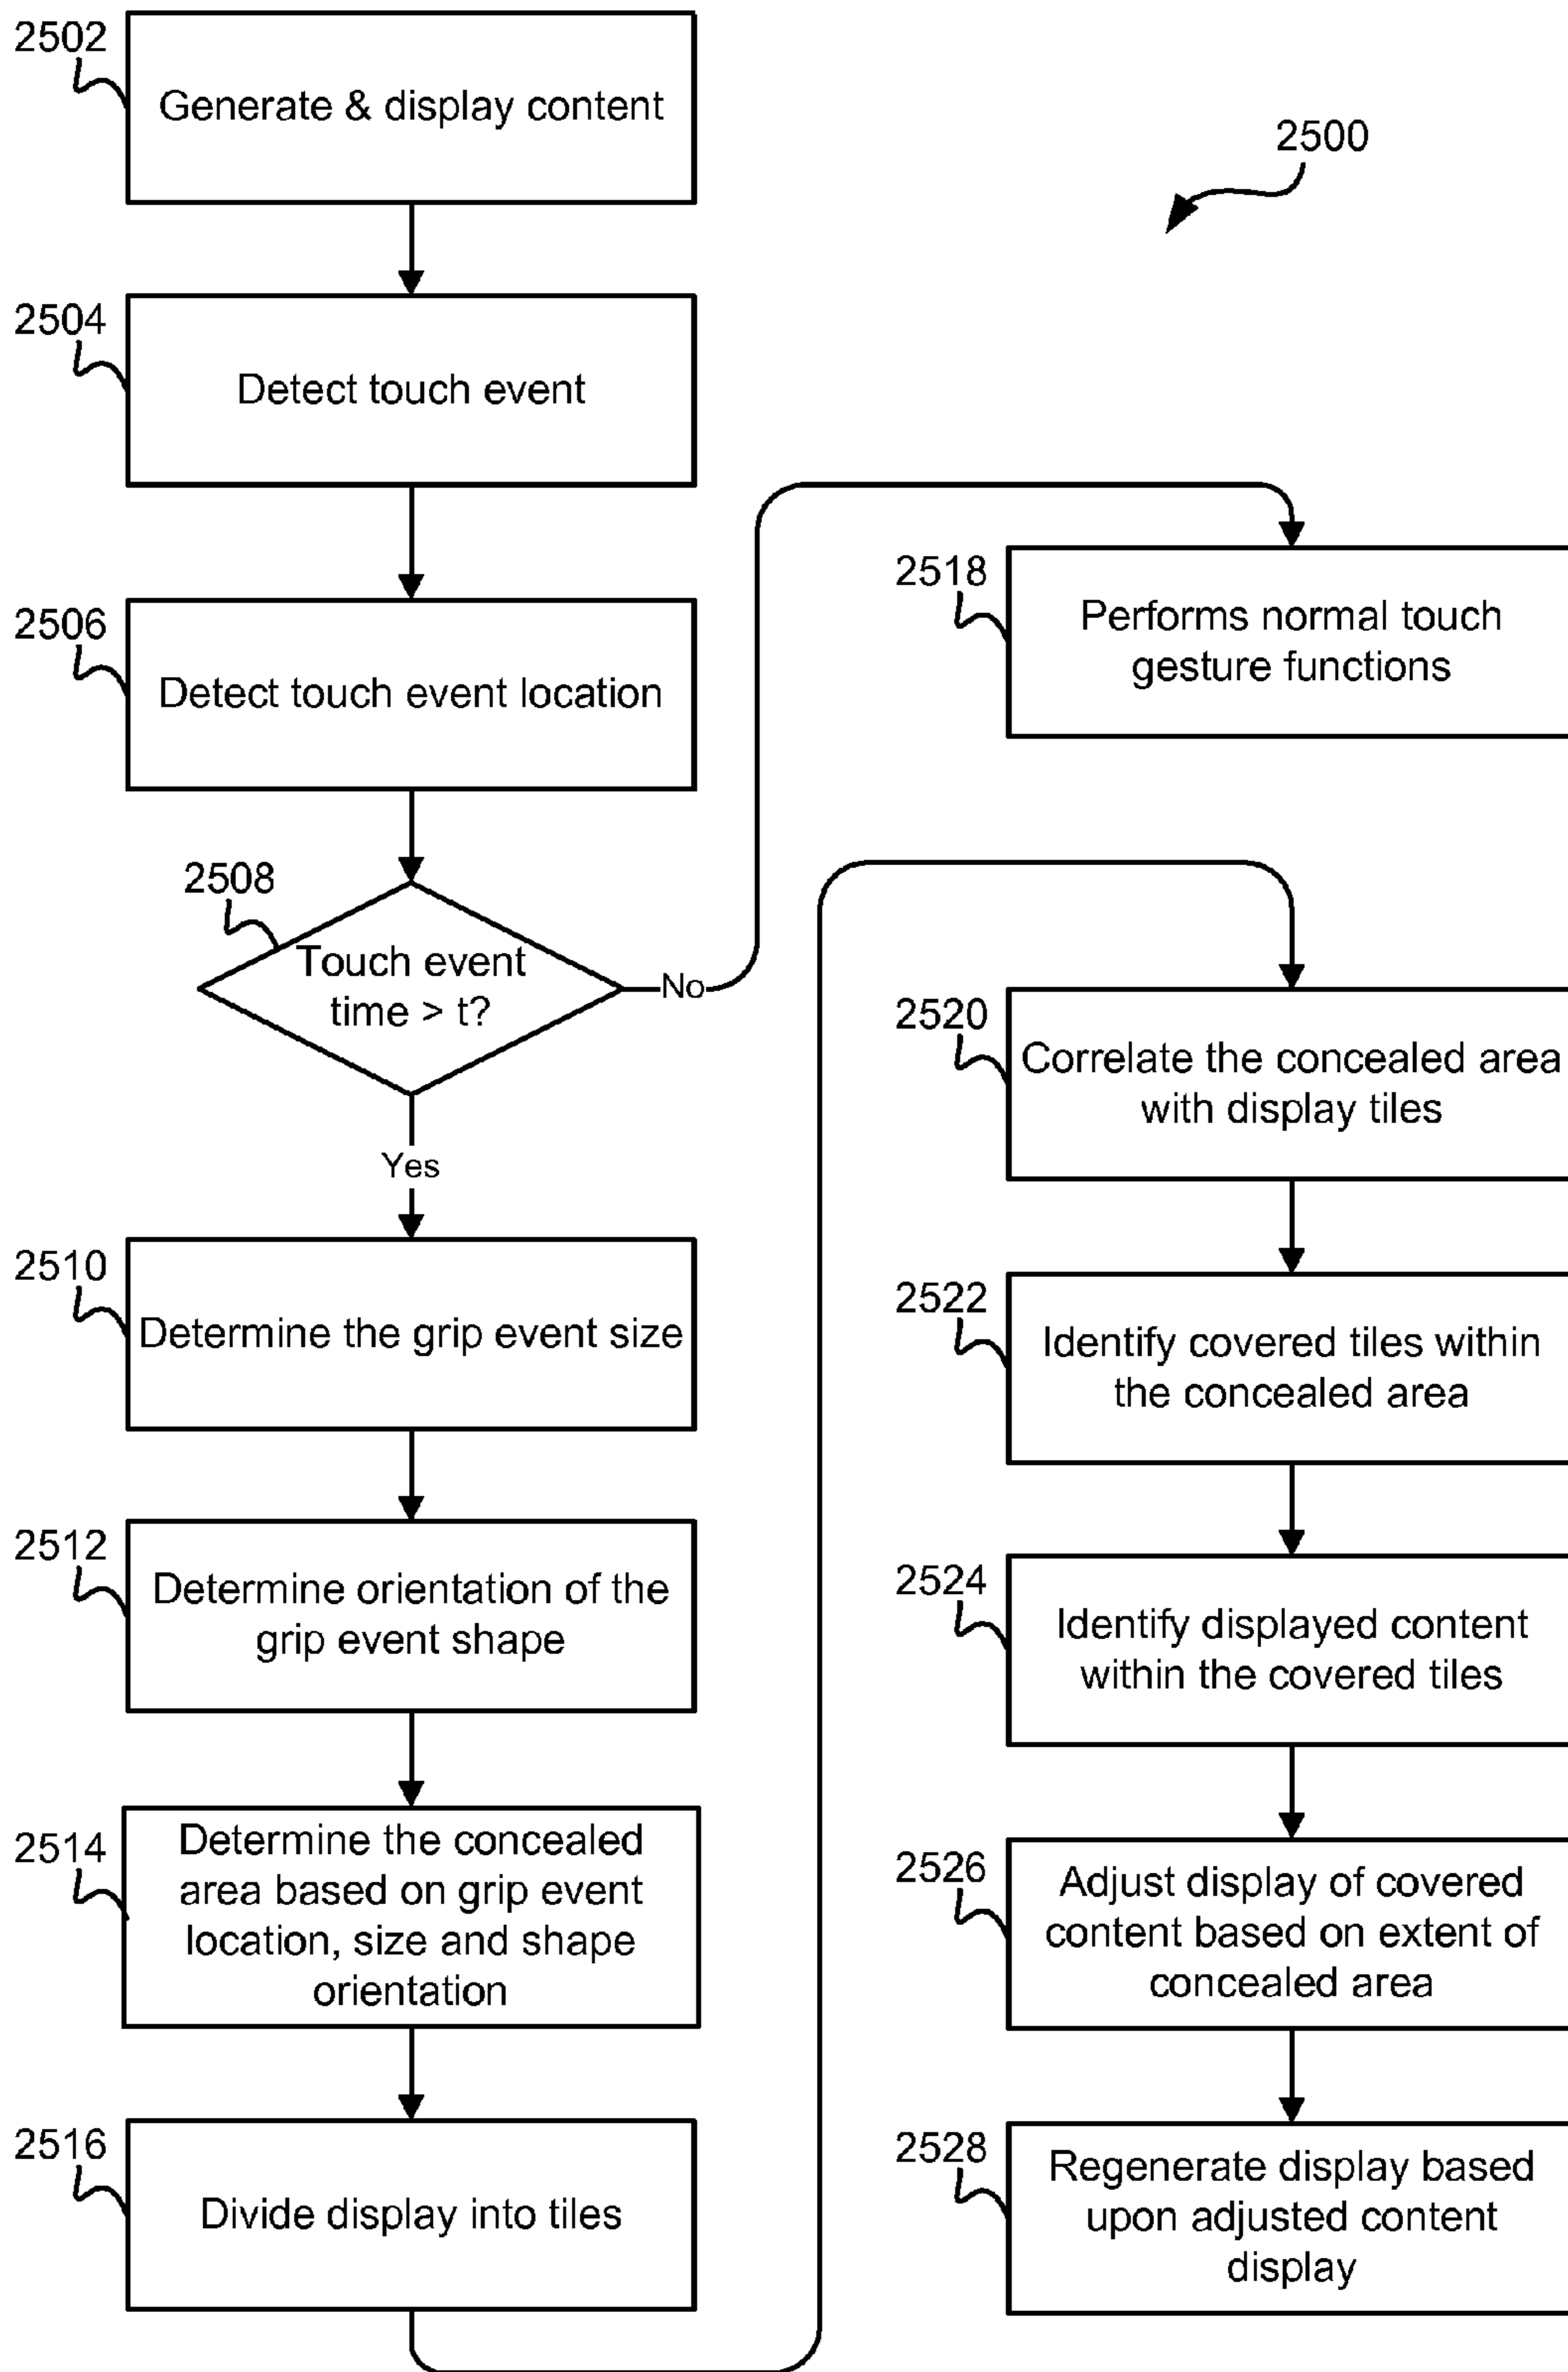 2502
Generate & display content
2500
2504
Detect touch event
2506
Detect touch event location
2508
Touch event
time > t?
No
Yes
2510
Determine the grip event size
2512
Determine orientation of the
grip event shape
2514
Determine the concealed
area based on grip event
location, size and shape
orientation
2516
Divide display into tiles
2518
Performs normal touch
gesture functions
2520
Correlate the concealed area
with display tiles
2522
Identify covered tiles within
the concealed area
2524
Identify displayed content
within the covered tiles
2526
Adjust display of covered
content based on extent of
concealed area
2528
Regenerate display based
upon adjusted content
display